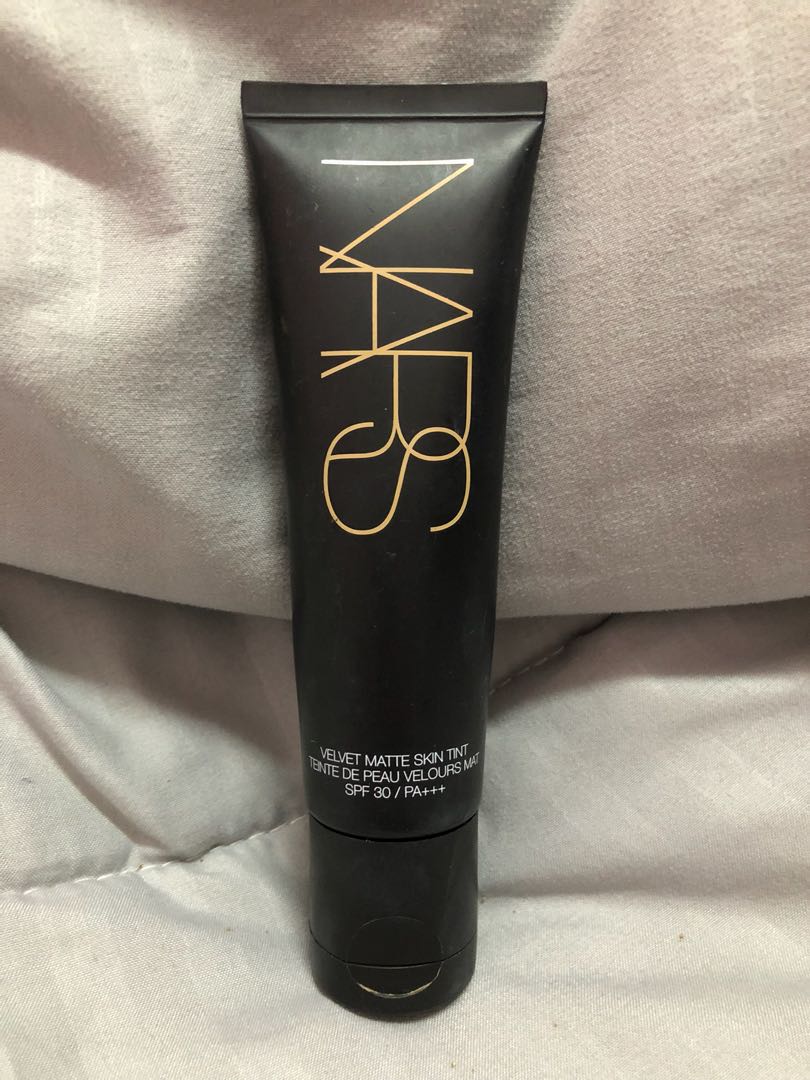 NARS
VELVET MATTE SKIN TINT
TEINTE DE PEAU VELOURS MAT
SPF 30 / PA+++